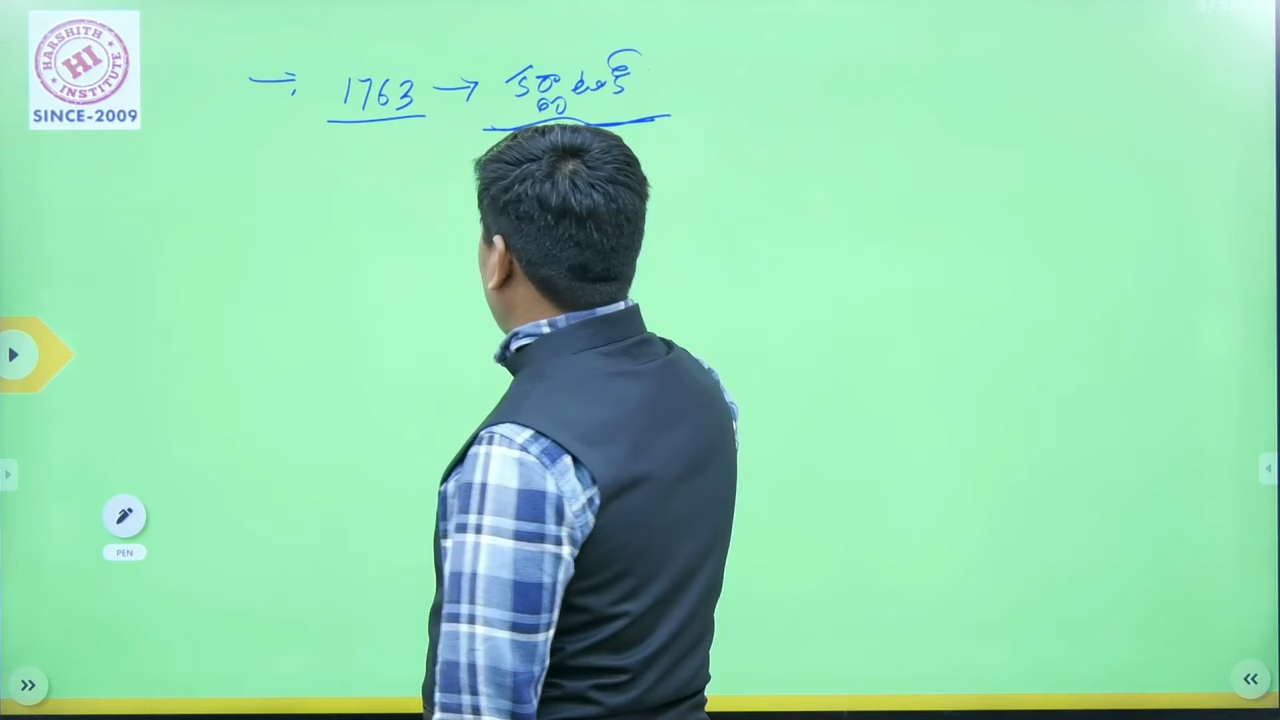 HARSHITH
HI
INSTITUTE
SINCE-2009
1763 →
PEN